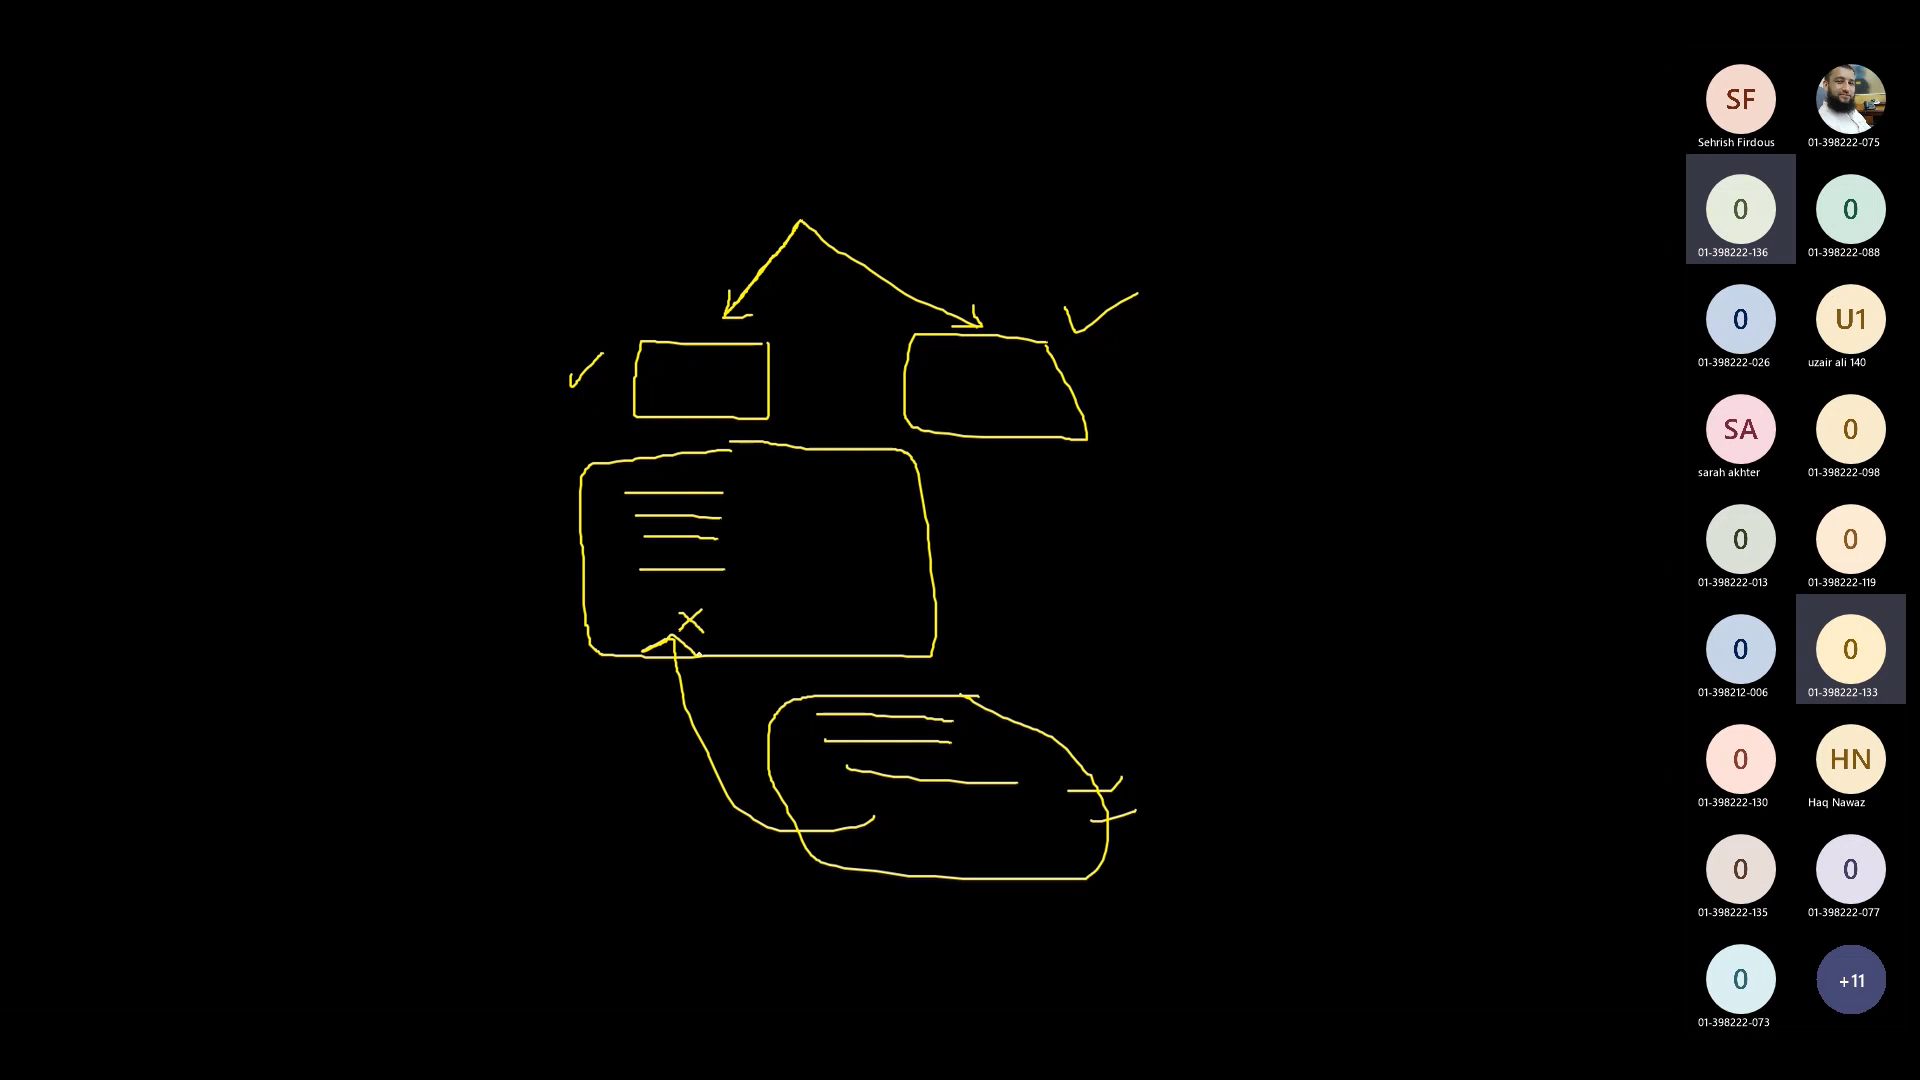 SF
Sehrish Firdous
01-398222-075
0
01-398222-136
0
01-398222-088
0
01-398222-026
U1
uzair ali 140
SA
sarah akhter
0
01-398222-098
0
01-398222-013
0
01-398222-119
0
01-398212-006
0
01-398222-133
0
01-398222-130
HN
Haq Nawaz
0
01-398222-135
0
01-398222-077
0
01-398222-073
+11
X